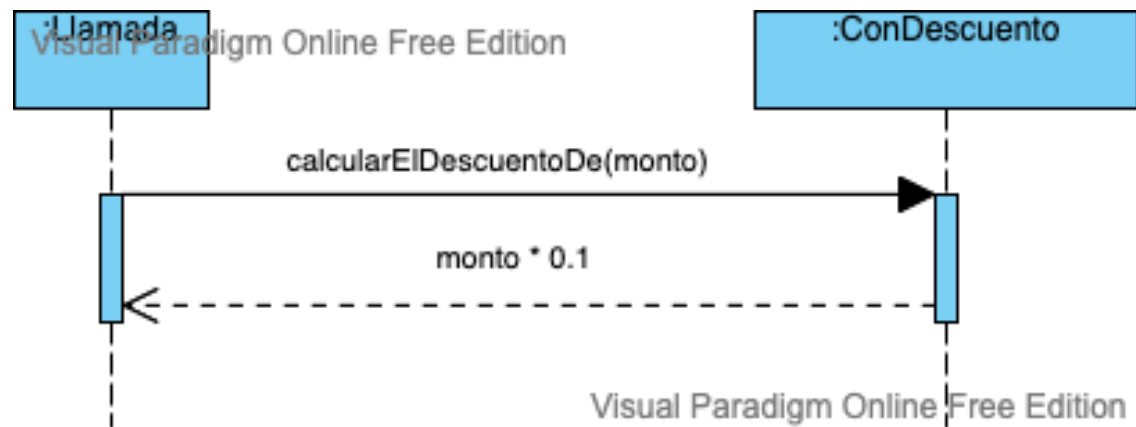 :Llamada
:ConDescuento
Visual Paradigm Online Free Edition
calcularElDescuentoDe(monto)
monto * 0.1
Visual Paradigm Online Free Edition